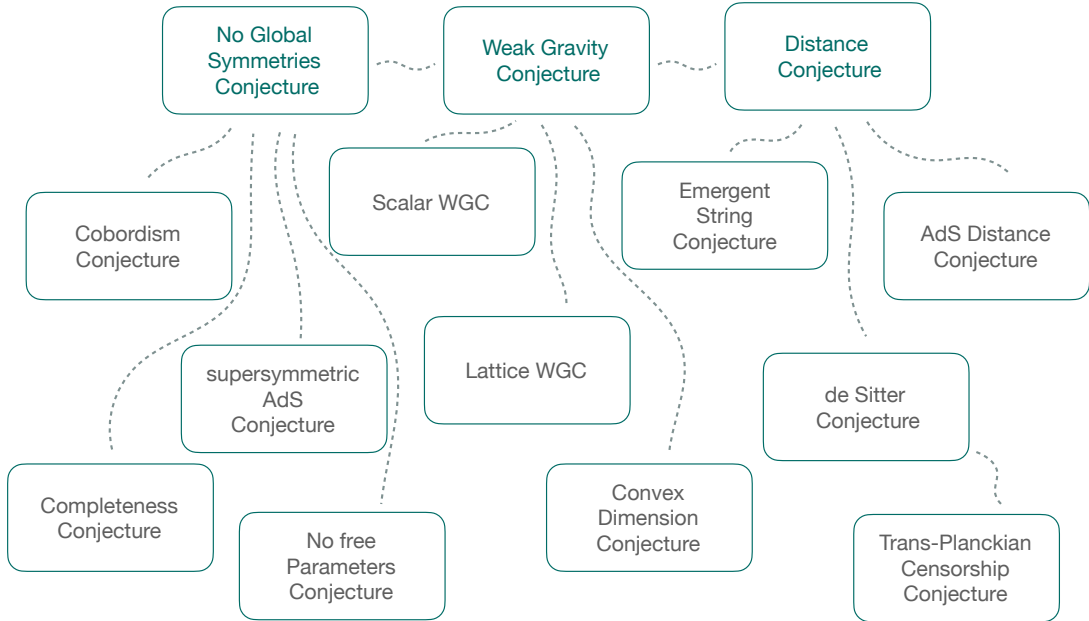 No Global
Symmetries
Conjecture
Weak Gravity
Conjecture
Distance
Conjecture
Scalar WGC
Emergent
String
Conjecture
Cobordism
Conjecture
AdS Distance
Conjecture
supersymmetric
AdS
Conjecture
Lattice WGC
de Sitter
Conjecture
Completeness
Conjecture
No free
Parameters
Conjecture
Convex
Dimension
Conjecture
Trans-Planckian
Censorship
Conjecture